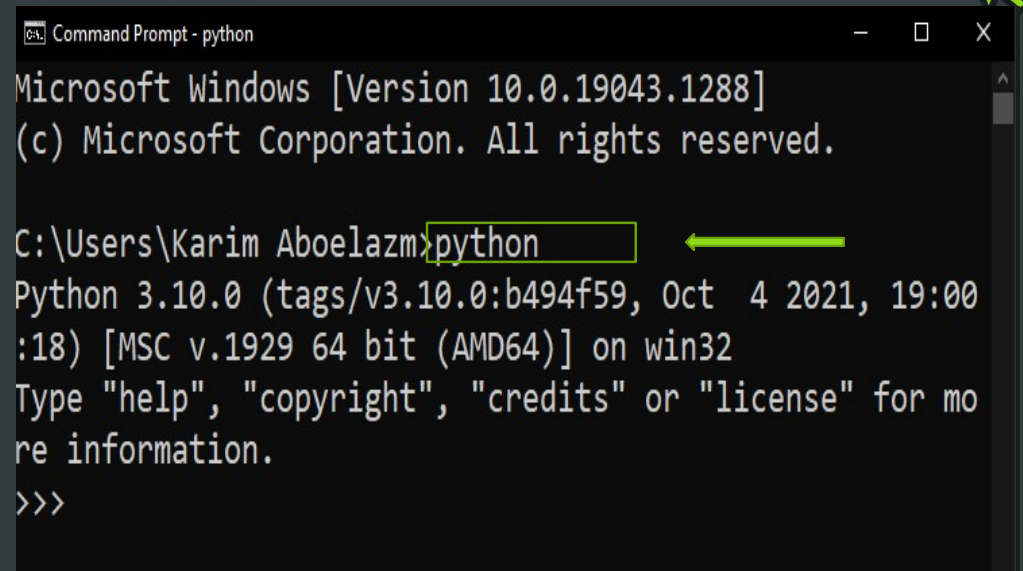 Command Prompt - python
Microsoft Windows [Version 10.0.19043.1288]
(c) Microsoft Corporation. All rights reserved.
C:\Users\Karim Aboelazm>python
Python 3.10.0 (tags/v3.10.0:b494f59, Oct  4 2021, 19:00
:18) [MSC v.1929 64 bit (AMD64)] on win32
Type "help", "copyright", "credits" or "license" for mo
re information.
>>>